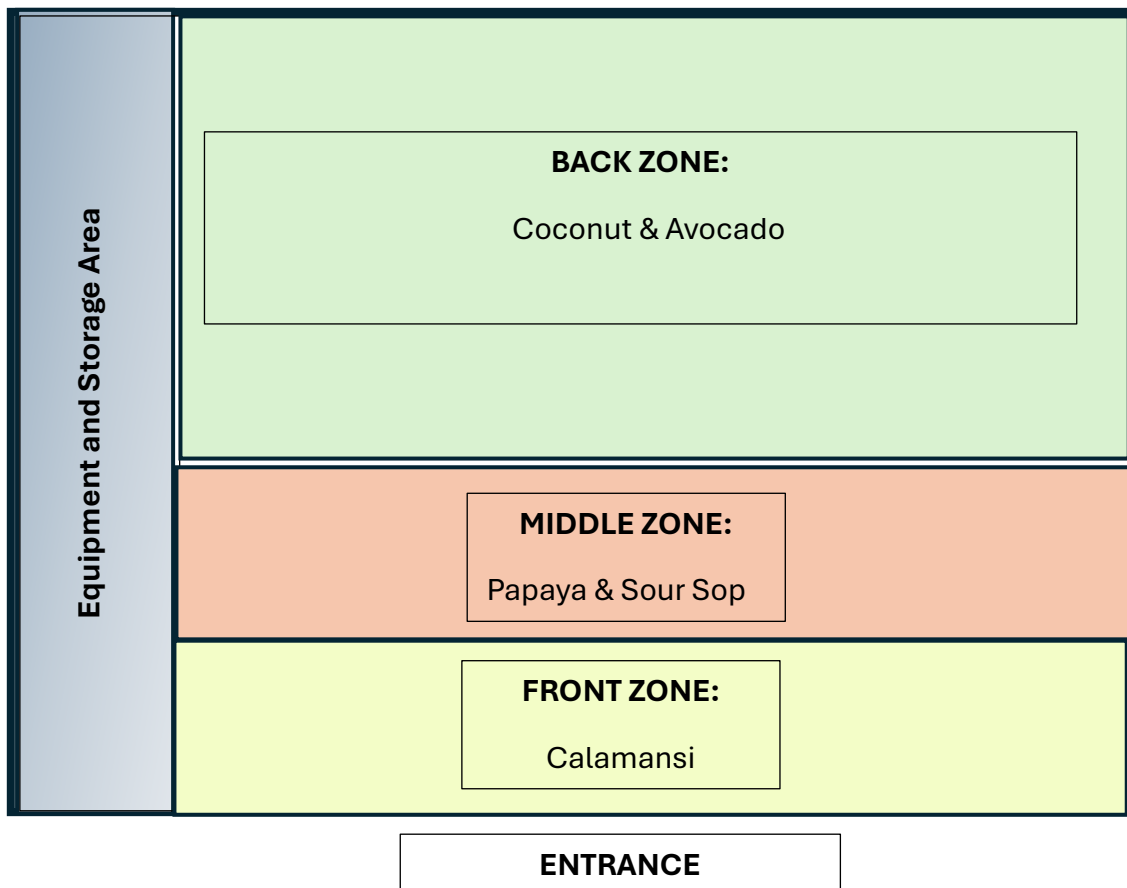 Equipment and Storage Area
BACK ZONE:
Coconut & Avocado
MIDDLE ZONE:
Papaya & Sour Sop
FRONT ZONE:
Calamansi
ENTRANCE